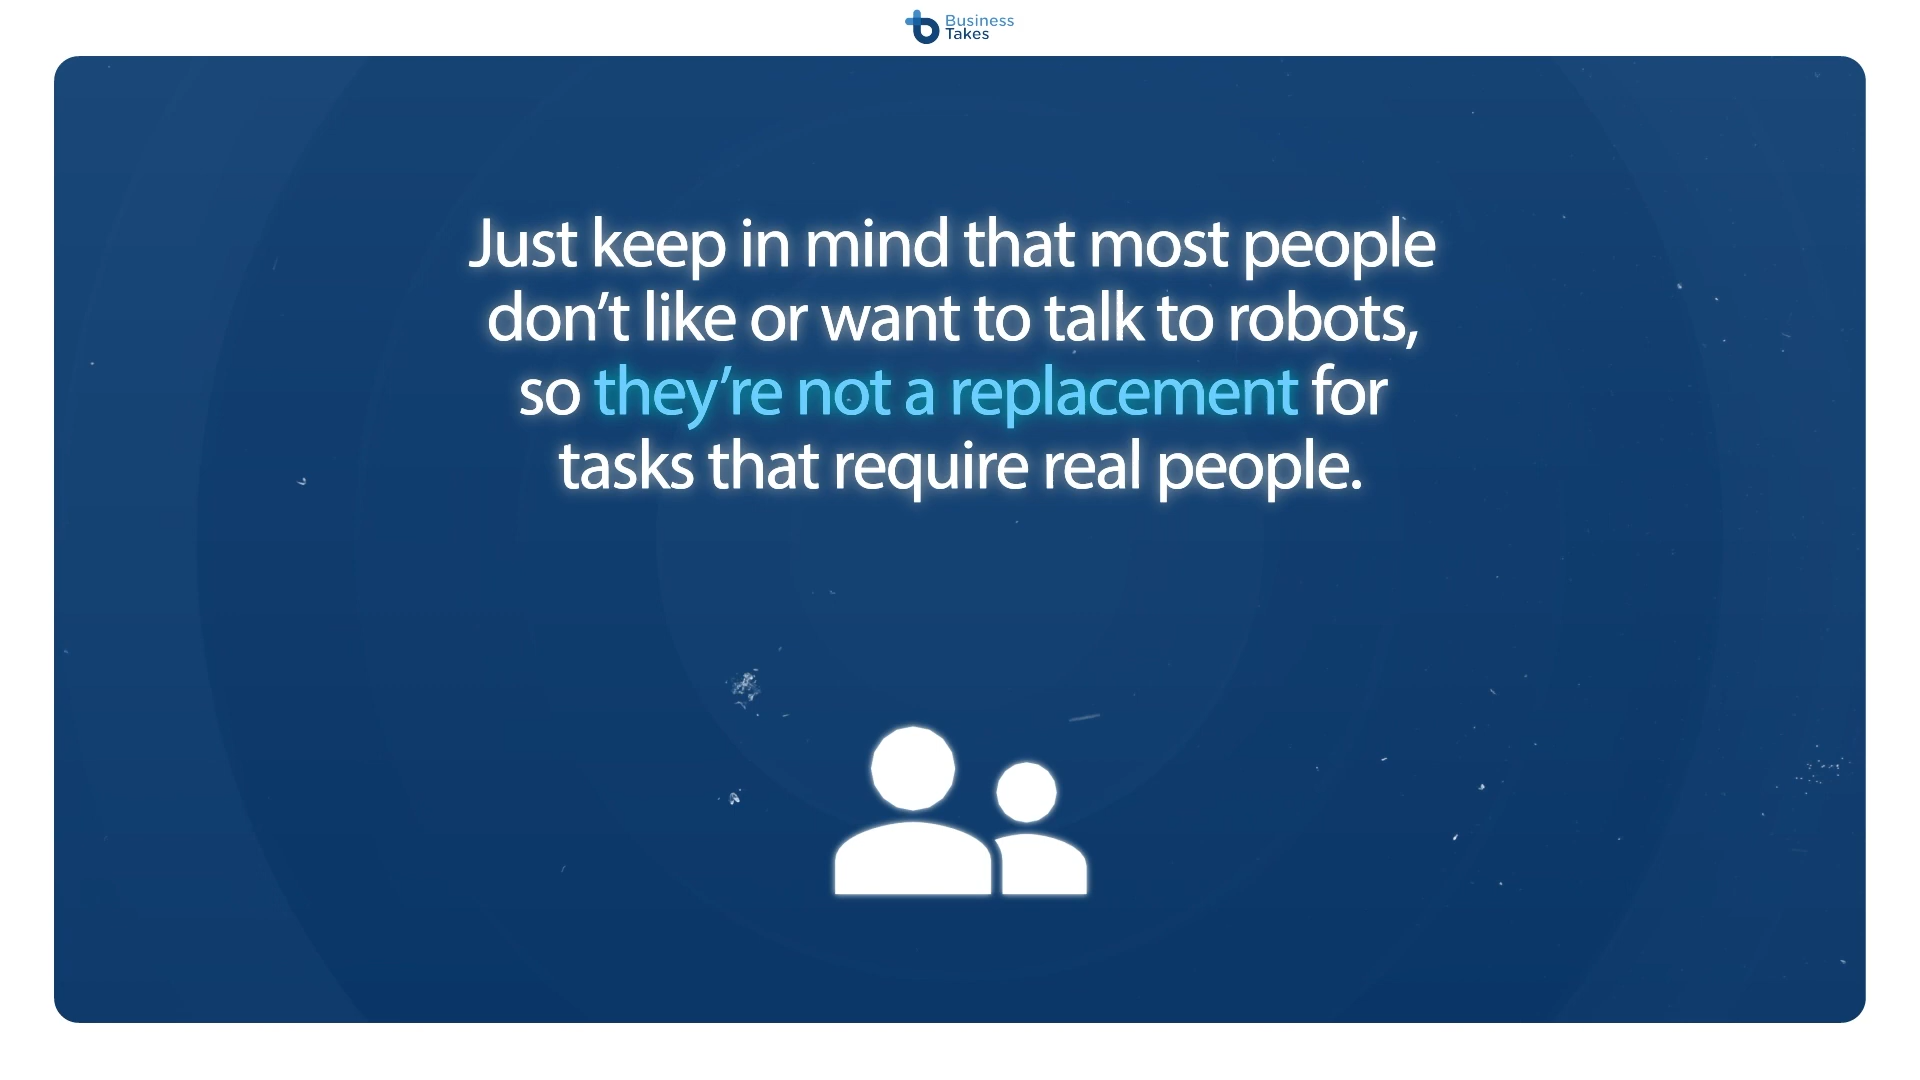 Business
Takes
Just keep in mind that most people
don’t like or want to talk to robots,
so they’re not a replacement for
tasks that require real people.